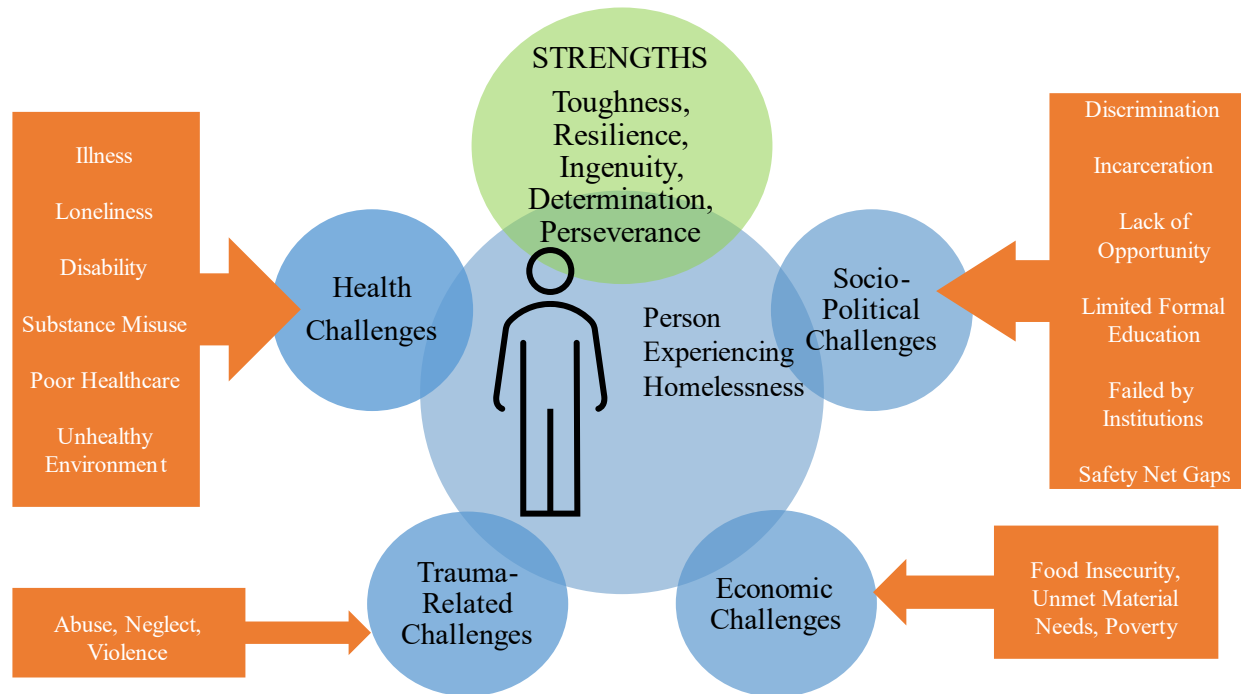 STRENGTHS
Toughness,
Resilience,
Ingenuity,
Determination,
Perseverance
Illness
Loneliness
Disability
Substance Misuse
Poor Healthcare
Unhealthy
Environment
Health
Challenges
Person
Experiencing
Homelessness
Socio-
Political
Challenges
Discrimination
Incarceration
Lack of
Opportunity
Limited Formal
Education
Failed by
Institutions
Safety Net Gaps
Abuse, Neglect,
Violence
Trauma-
Related
Challenges
Economic
Challenges
Food Insecurity,
Unmet Material
Needs, Poverty